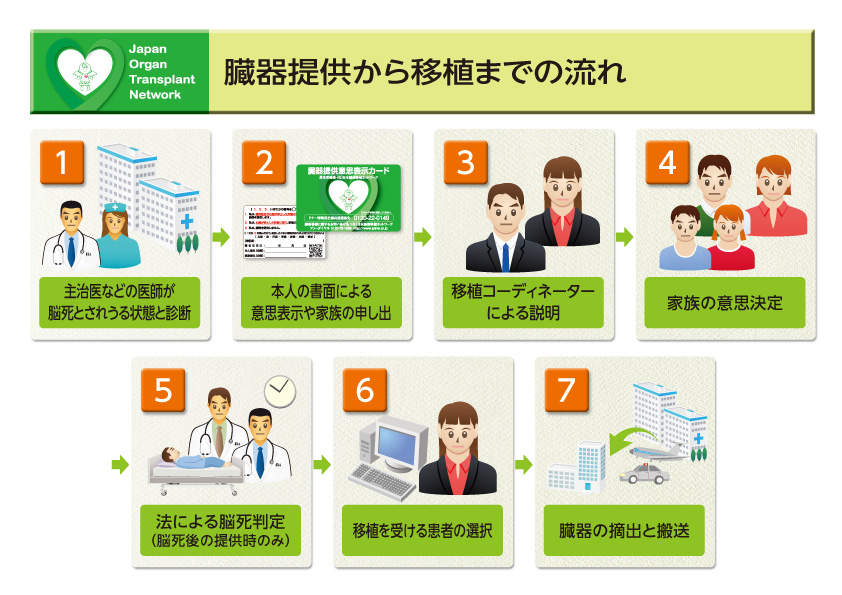 Japan
Organ
Transplant
Network
臓器提供から移植までの流れ
1
主治医などの医師が
脳死とされうる状態と診断
2
臓器提供意思表示カード
0120-22-0149
本人の書面による
意思表示や家族の申し出
3
移植コーディネーター
による説明
4
家族の意思決定
5
法による脳死判定
(脳死後の提供時のみ)
6
移植を受ける患者の選択
7
臓器の摘出と搬送